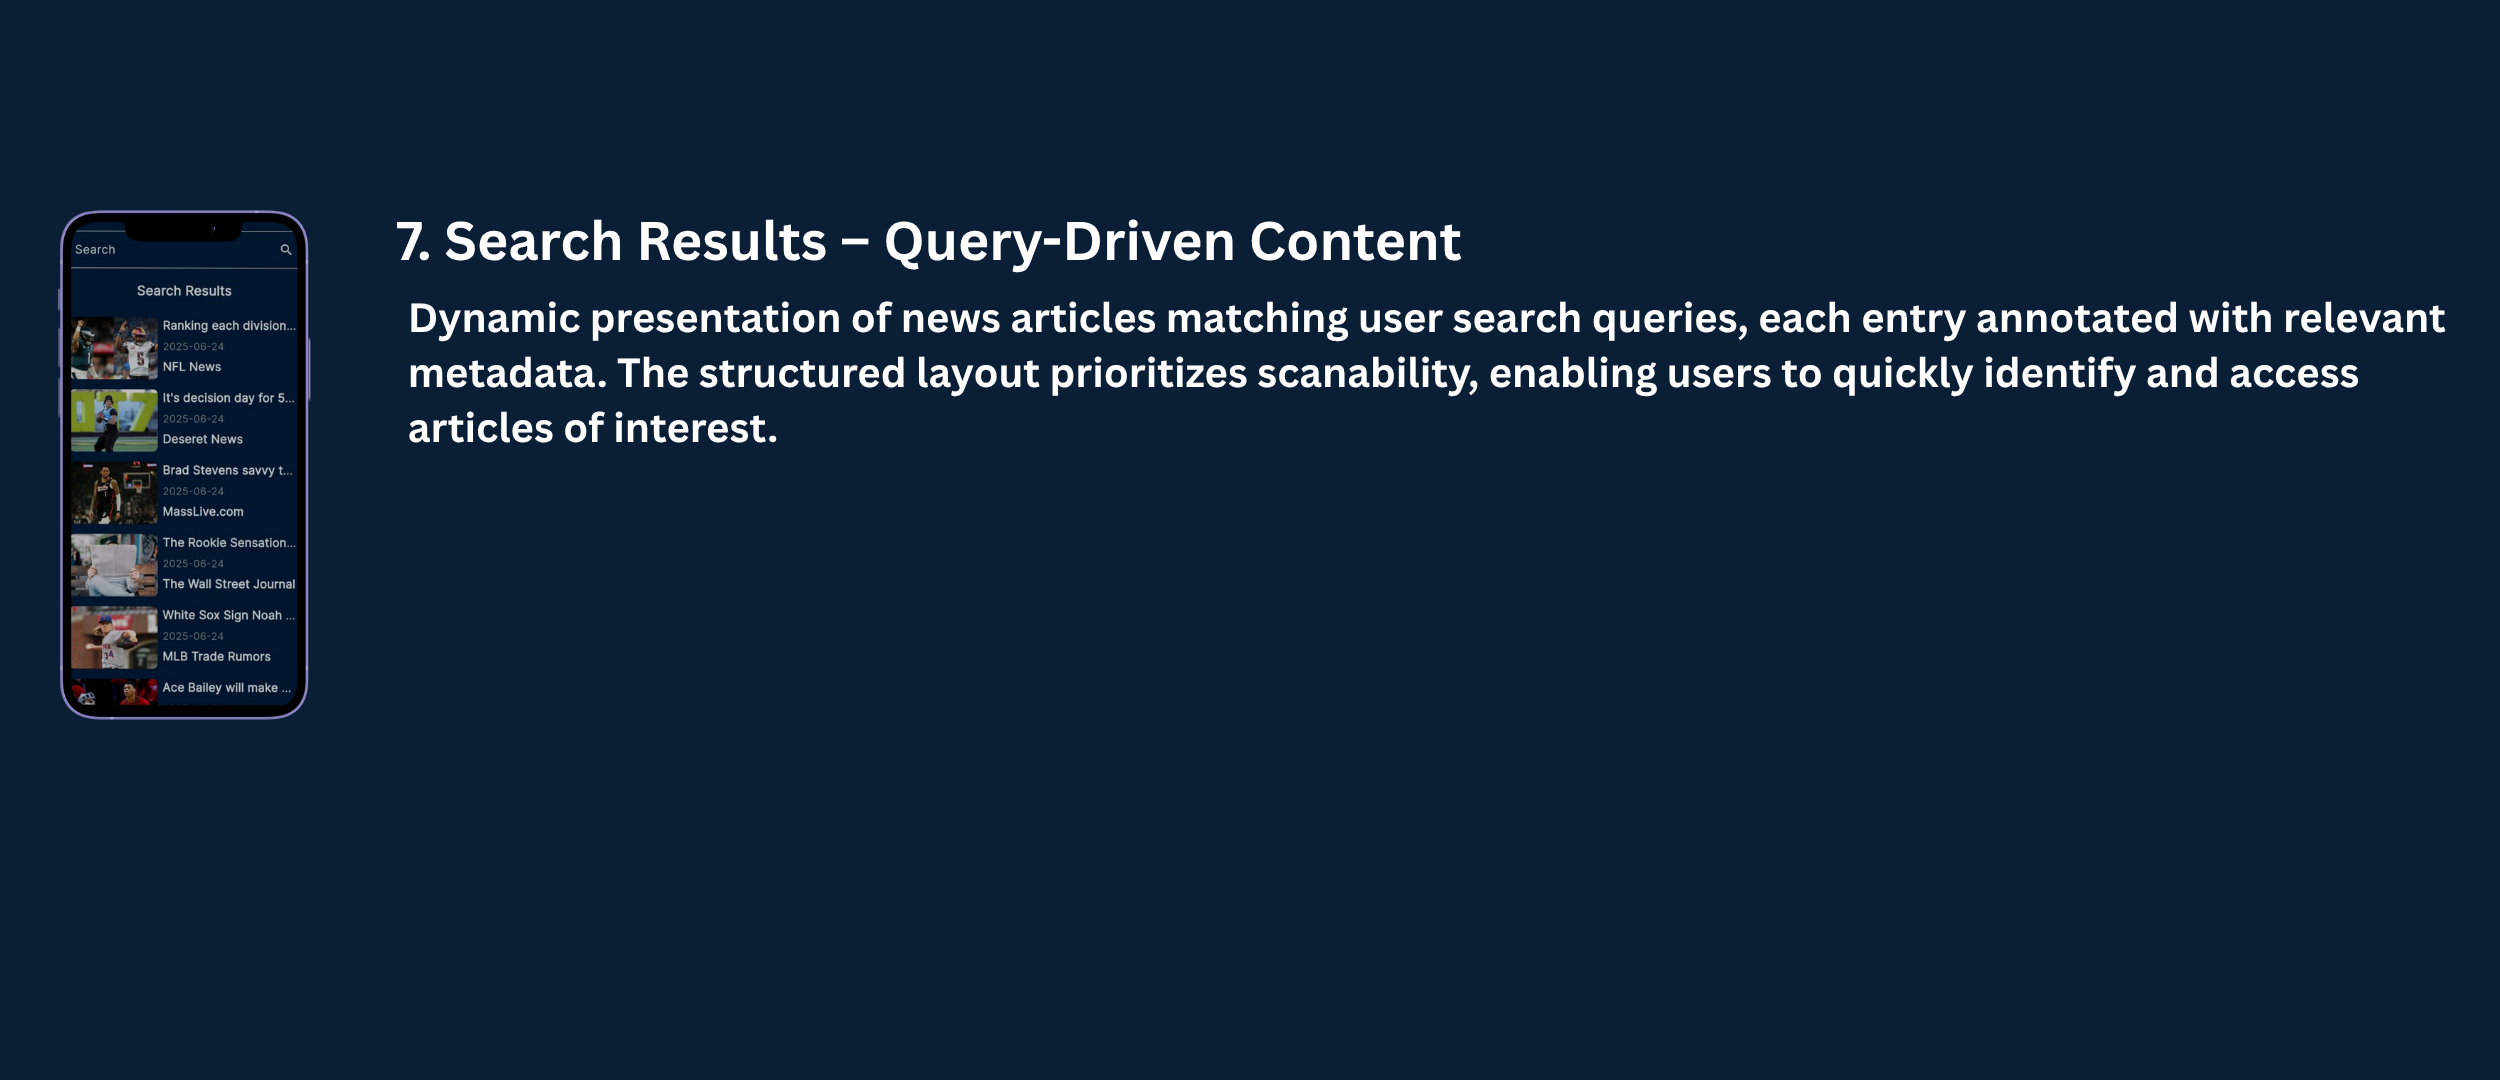 Search
Search Results
Ranking each division...
2025-06-24
NFL News
It's decision day for 5...
2025-06-24
Deseret News
Brad Stevens savvy t...
2025-06-24
MassLive.com
The Rookie Sensation...
2025-06-24
The Wall Street Journal
White Sox Sign Noah ...
2025-06-24
MLB Trade Rumors
Ace Bailey will make ...
7. Search Results – Query-Driven Content
Dynamic presentation of news articles matching user search queries, each entry annotated with relevant
metadata. The structured layout prioritizes scanability, enabling users to quickly identify and access
articles of interest.